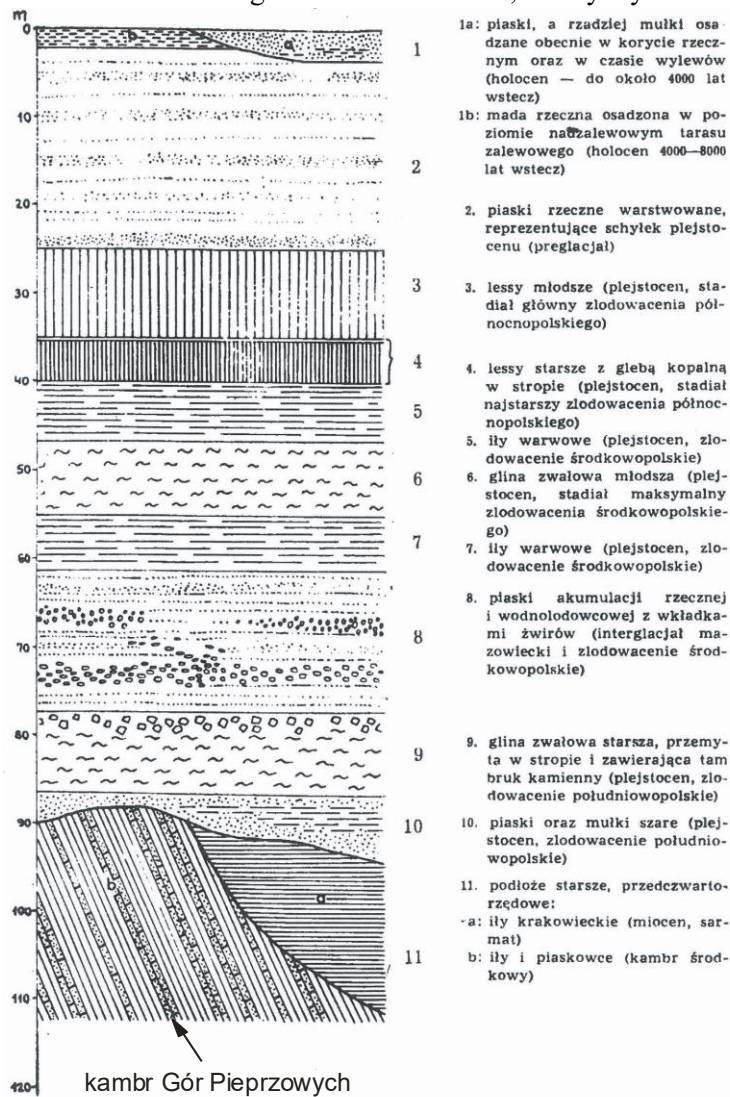 m
0
10
20
30
40
50
60
70
80
90
100
110
120
b
a
1
2
3
4
5
6
7
8
9
10
11
b
a
kambr Gór Pieprzowych
1a: piaski, a rzadziej mułki osa-
dzane obecnie w korycie rzecz-
nym oraz w czasie wylewów
(holocen — do około 4000 lat
wstecz)
1b: mada rzeczna osadzona w po-
ziomie nadzalewowym tarasu
zalewowego (holocen 4000—8000
lat wstecz)
2. piaski rzeczne warstwowane,
reprezentujące schyłek plejsto-
cenu (preglacjał)
3. lessy młodsze (plejstocen, sta-
diał główny zlodowacenia pół-
nocnopolskiego)
4. lessy starsze z glebą kopalną
w stropie (plejstocen, stadiał
najstarszy zlodowacenia północ-
nopolskiego)
5. iły warwowe (plejstocen, zlo-
dowacenie środkowopolskie)
6. glina zwałowa młodsza (plej-
stocen, stadiał maksymalny
zlodowacenia środkowopolskie-
go)
7. iły warwowe (plejstocen, zlo-
dowacenie środkowopolskie)
8. piaski akumulacji rzecznej
i wodnolodowcowej z wkładka-
mi żwirów (interglacjał ma-
zowiecki i zlodowacenie środ-
kowopolskie)
9. glina zwałowa starsza, przemy-
ta w stropie i zawierająca tam
bruk kamienny (plejstocen, zlo-
dowacenie południowopolskie)
10. piaski oraz mułki szare (plej-
stocen, zlodowacenie południo-
wopolskie)
11. podłoże starsze, przedczwarto-
rzędowe:
-a: iły krakowieckie (miocen, sar-
mat)
b: iły i piaskowce (kambr środ-
kowy)